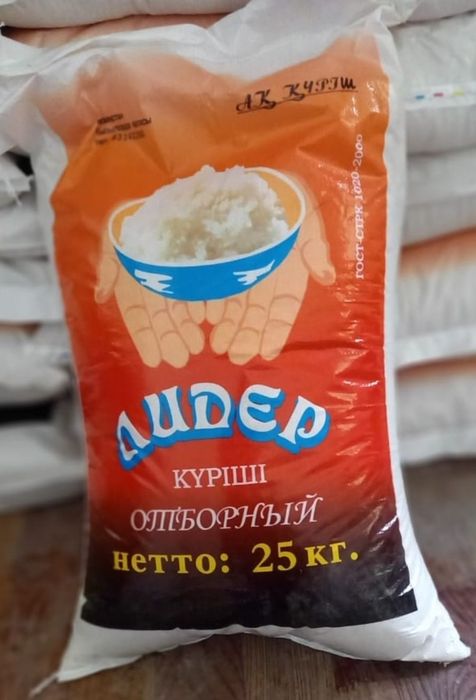 АҚ КҮРІШ
ГОСТ-СТРК 1020-2000
ЛИДЕР
КҮРІШІ
ОТБОРНЫЙ
нетто: 25 кг.